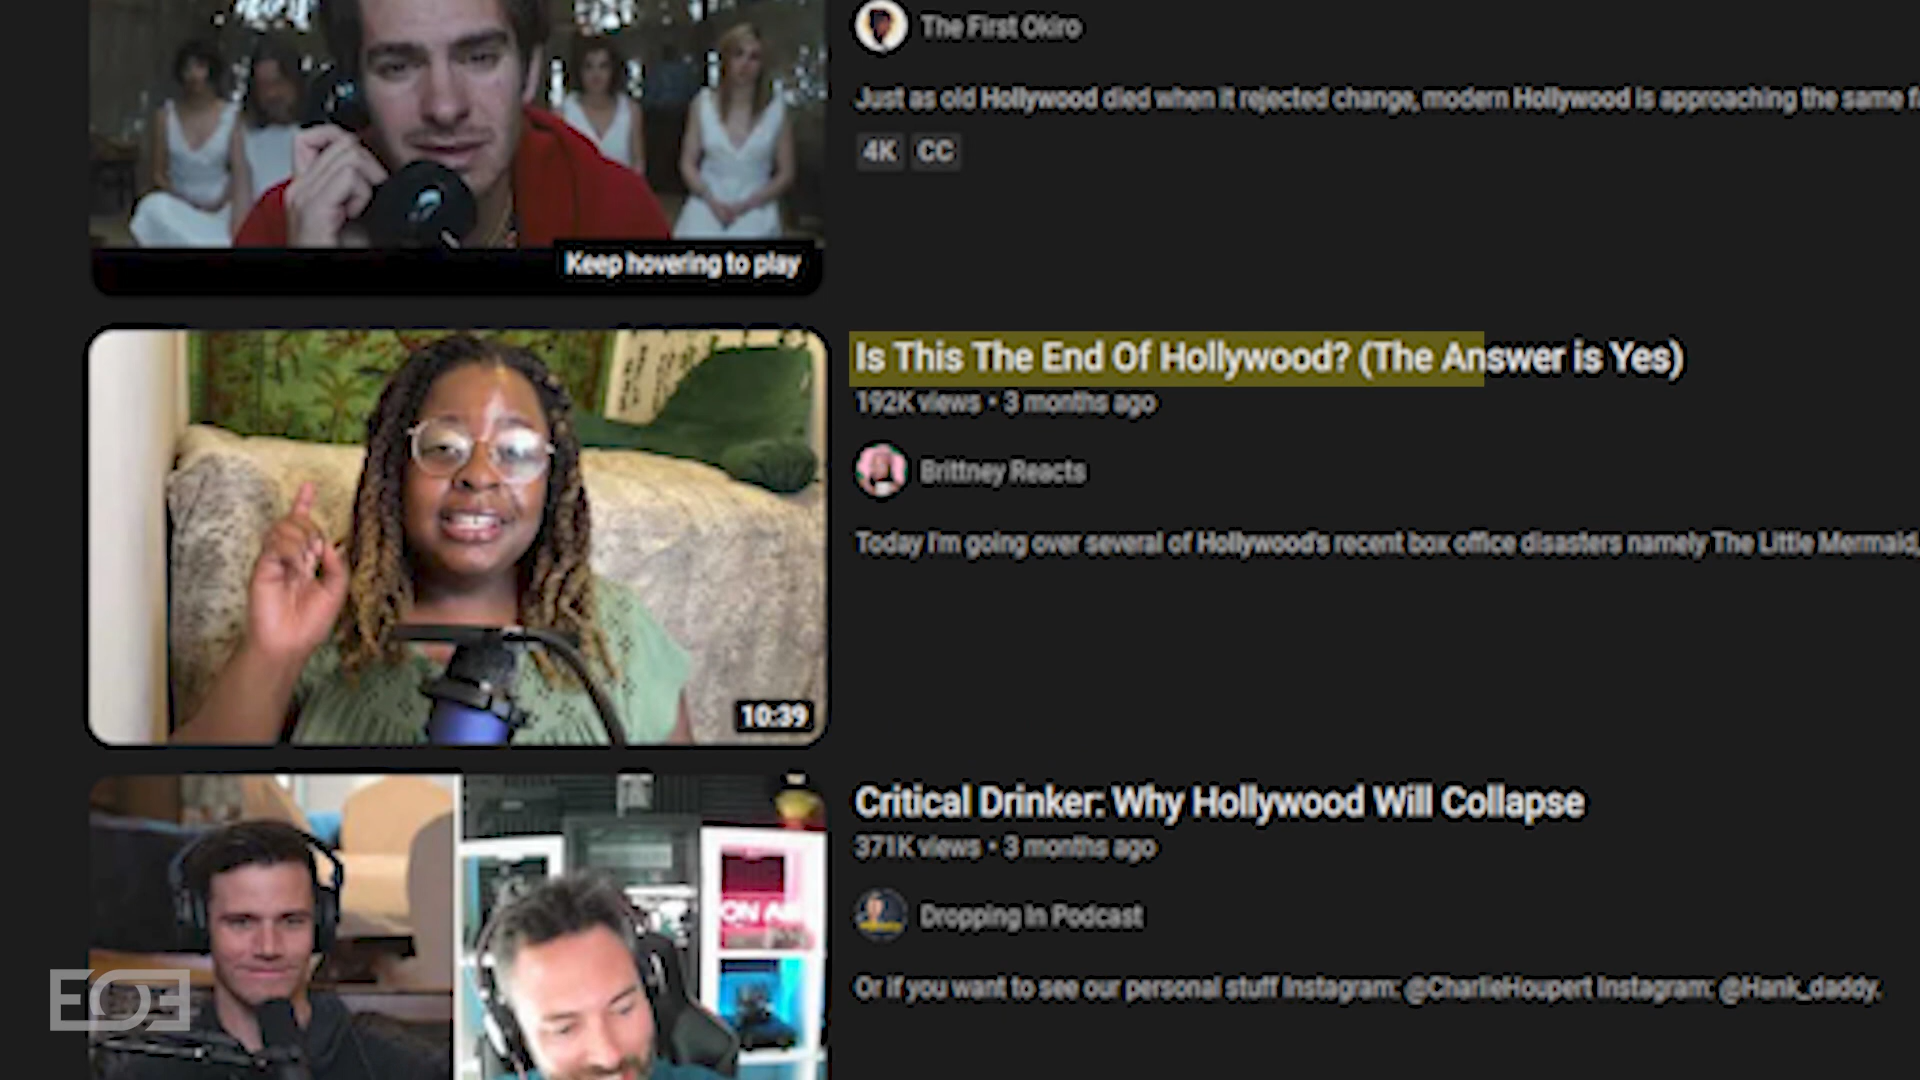 The First Okiro
Just as old Hollywood died when it rejected change, modern Hollywood is approaching the same f
4K CC
Keep hovering to play
Is This The End Of Hollywood? (The Answer is Yes)
192K views • 3 months ago
Brittney Reacts
Today I'm going over several of Hollywood's recent box office disasters namely The Little Mermaid,
10:39
Critical Drinker: Why Hollywood Will Collapse
371K views • 3 months ago
Dropping In Podcast
Or if you want to see our personal stuff Instagram: @CharlieHoupert Instagram: @Hank_daddy.
ON A
EOE